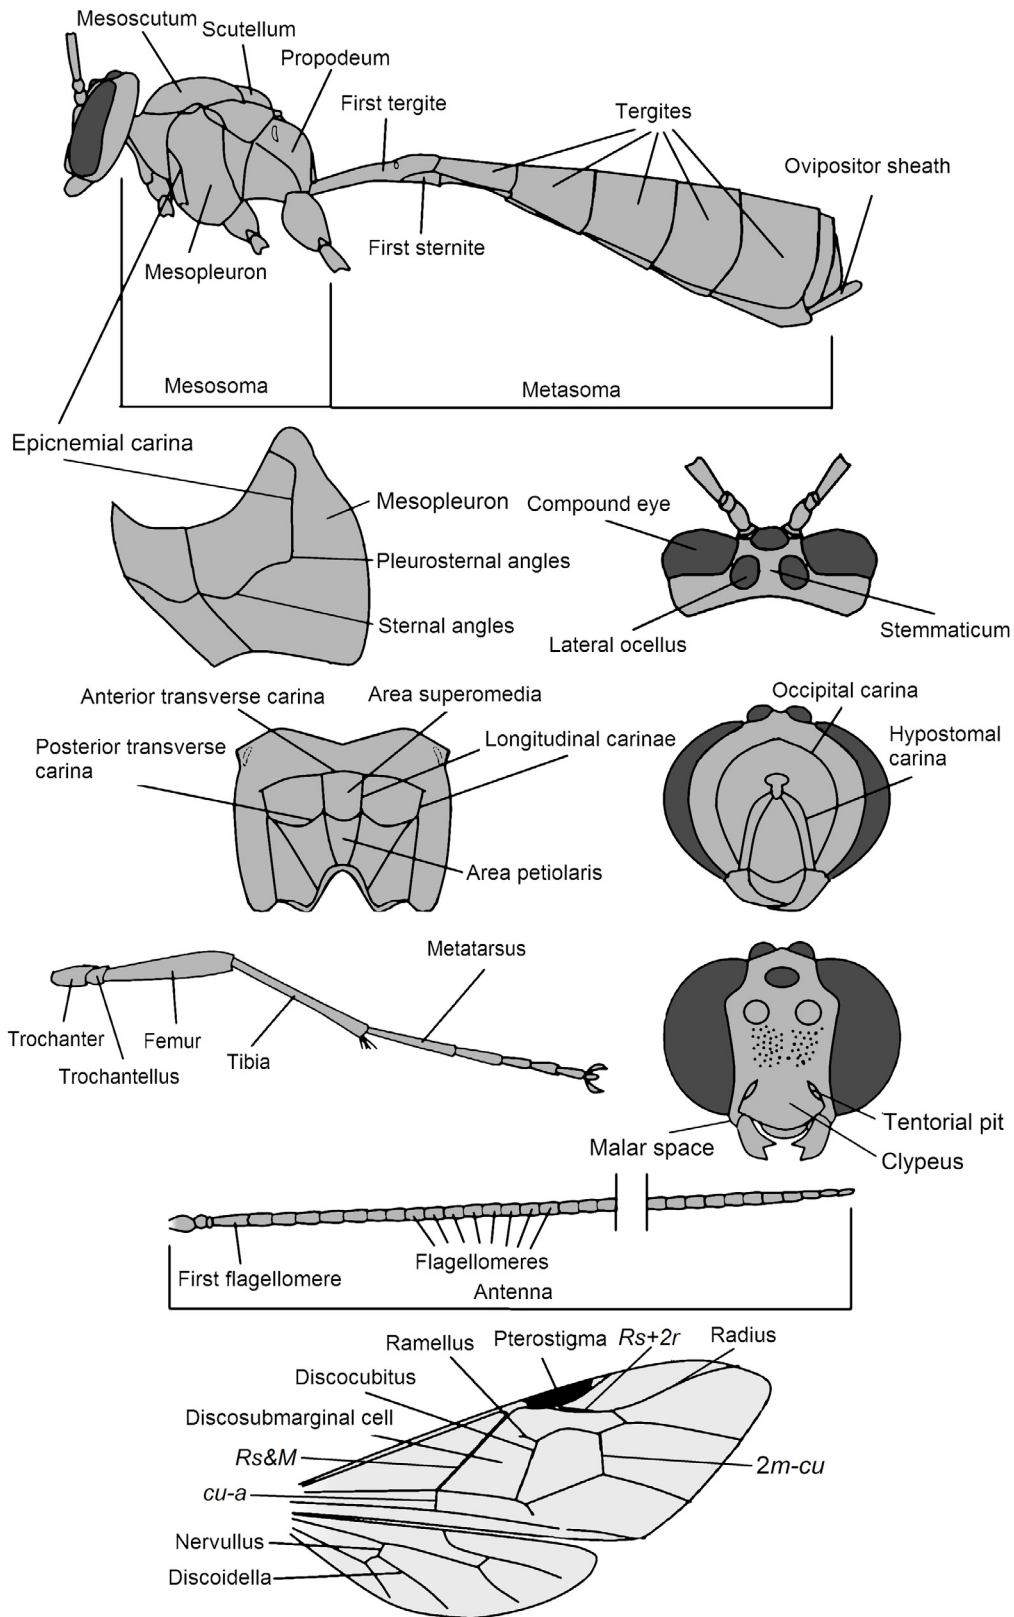 Mesoscutum
Scutellum
Propodeum
First tergite
Tergites
Ovipositor sheath
First sternite
Mesopleuron
Mesosoma
Metasoma
Epicnemial carina
Mesopleuron
Pleurosternal angles
Sternal angles
Compound eye
Lateral ocellus
Stemmaticum
Anterior transverse carina
Area superomedia
Posterior transverse
carina
Longitudinal carinae
Area petiolaris
Occipital carina
Hypostomal
carina
Metatarsus
Trochanter
Femur
Tibia
Trochantellus
Malar space
Tentorial pit
Clypeus
First flagellomere
Flagellomeres
Antenna
Ramellus
Pterostigma
Rs+2r
Radius
Discocubitus
Discosubmarginal cell
Rs&M
2m-cu
cu-a
Nervullus
Discoidella